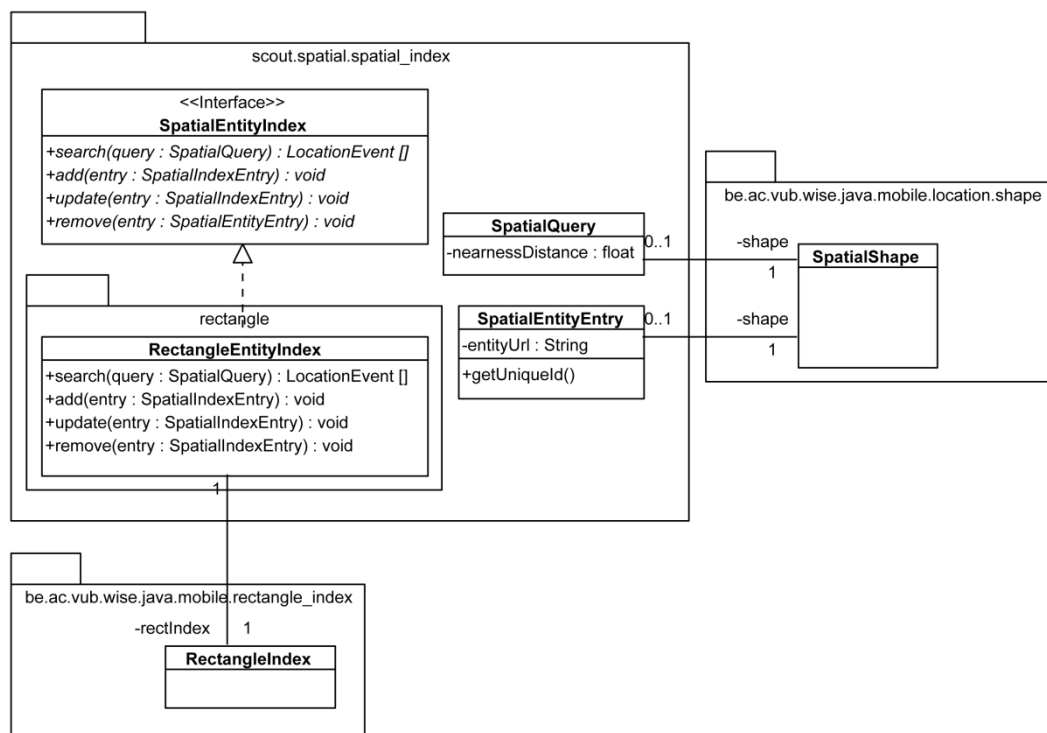 scout.spatial.spatial_index
<<Interface>>
SpatialEntityIndex
+search(query : SpatialQuery) : LocationEvent []
+add(entry : SpatialIndexEntry) : void
+update(entry : SpatialIndexEntry) : void
+remove(entry : SpatialEntityEntry) : void
SpatialQuery
-nearnessDistance : float
0..1
-shape
1
be.ac.vub.wise.java.mobile.location.shape
SpatialShape
SpatialEntityEntry
-entityUrl : String
+getUniqueId()
0..1
-shape
1
rectangle
RectangleEntityIndex
+search(query : SpatialQuery) : LocationEvent []
+add(entry : SpatialIndexEntry) : void
+update(entry : SpatialIndexEntry) : void
+remove(entry : SpatialIndexEntry) : void
1
be.ac.vub.wise.java.mobile.rectangle_index
-rectIndex
1
RectangleIndex